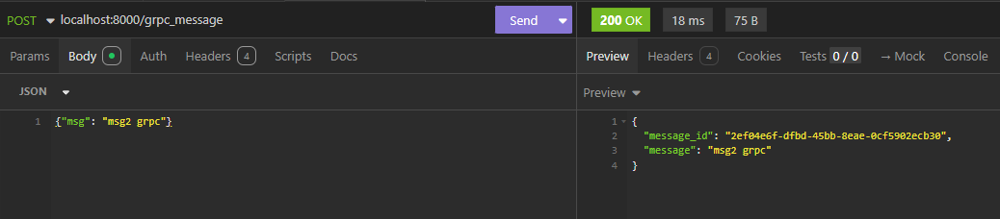 POST localhost:8000/grpc_message Send
200 OK 18 ms 75 B
Params Body Auth Headers 4 Scripts Docs
Preview Headers 4 Cookies Tests 0 / 0 → Mock Console
JSON
Preview
1 {"msg": "msg2 grpc"}
1 {
2 "message_id": "2ef04e6f-dfbd-45bb-8eae-0cf5902ecb30",
3 "message": "msg2 grpc"
4 }